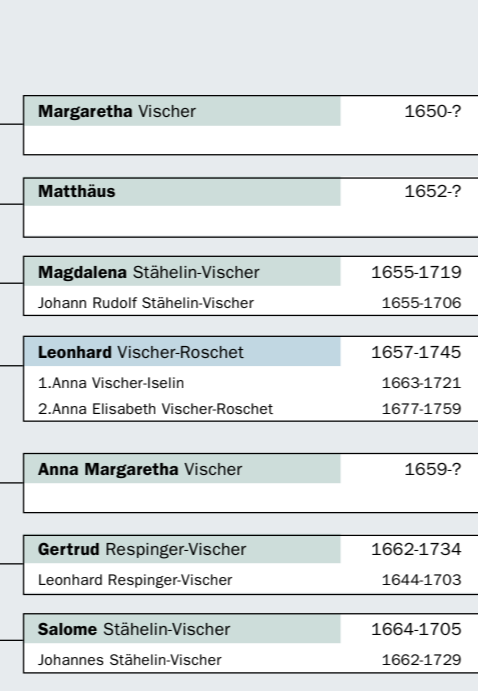 Margaretha Vischer 1650-?
Matthäus 1652-?
Magdalena Stähelin-Vischer 1655-1719
Johann Rudolf Stähelin-Vischer 1655-1706
Leonhard Vischer-Roschet 1657-1745
1.Anna Vischer-Iselin 1663-1721
2.Anna Elisabeth Vischer-Roschet 1677-1759
Anna Margaretha Vischer 1659-?
Gertrud Respinger-Vischer 1662-1734
Leonhard Respinger-Vischer 1644-1703
Salome Stähelin-Vischer 1664-1705
Johannes Stähelin-Vischer 1662-1729